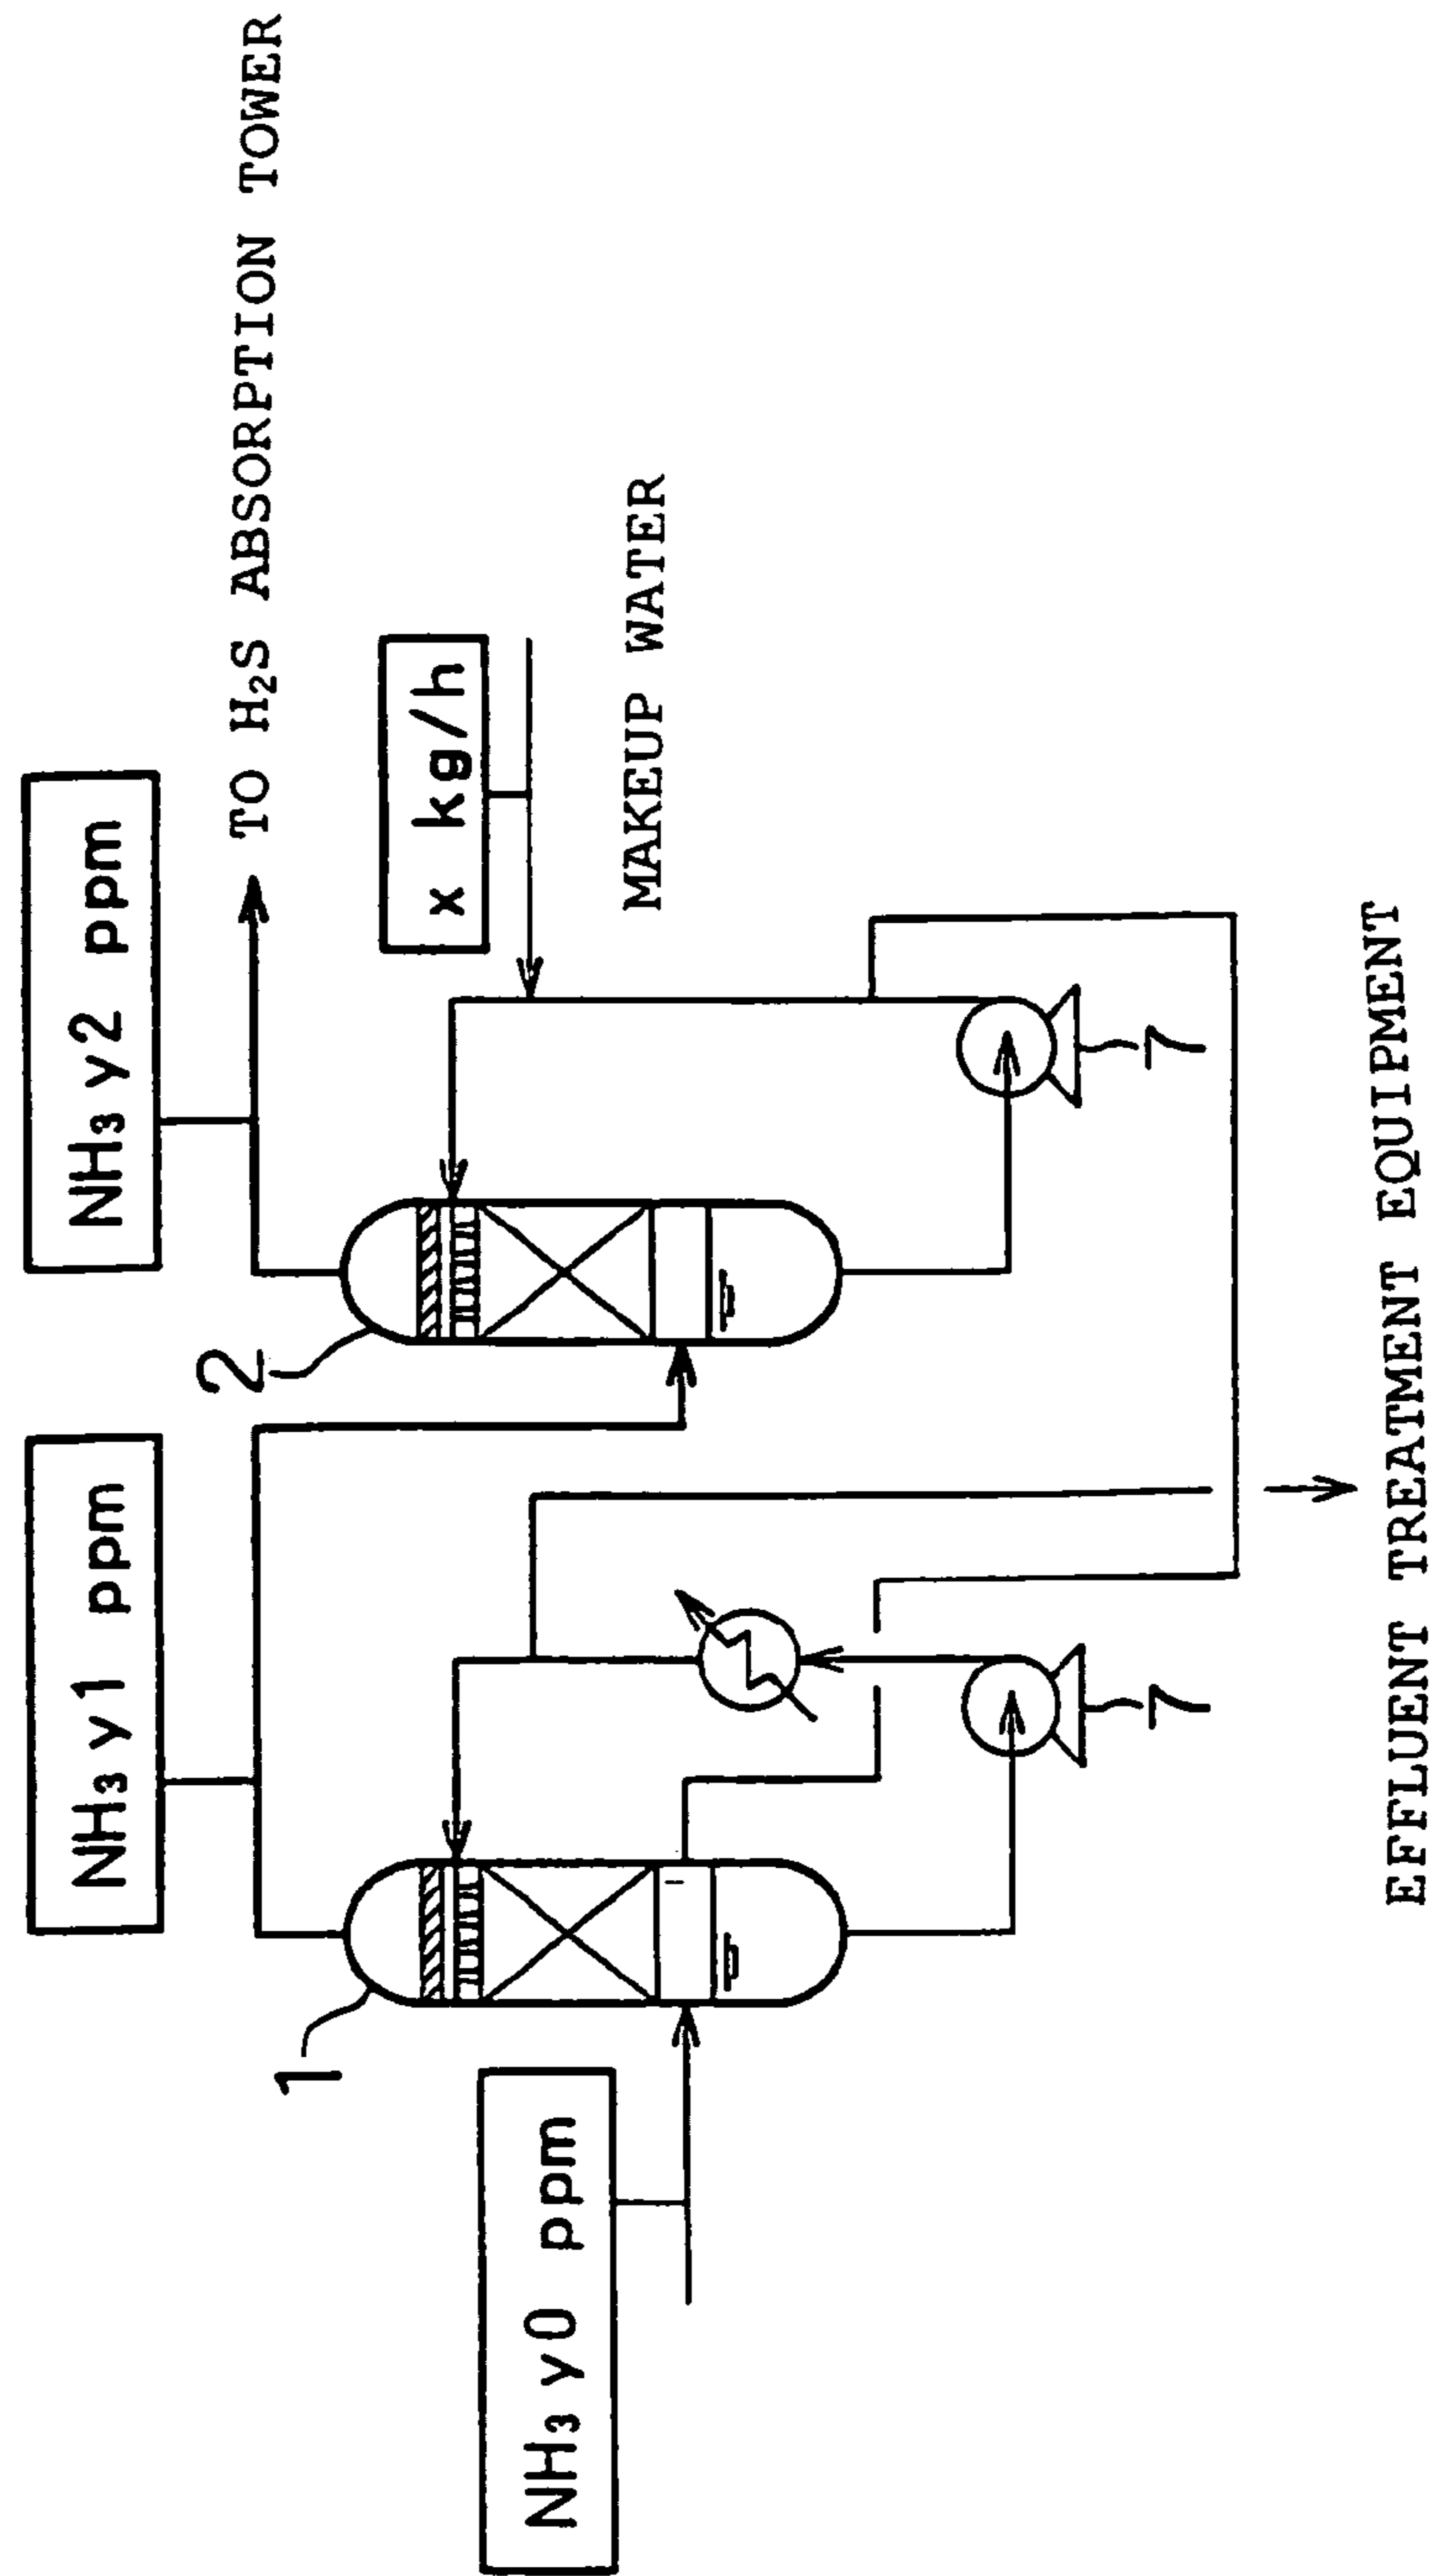 NH₃ y1 ppm
NH₃ y2 ppm
TO H₂S ABSORPTION TOWER
1
2
x kg/h
NH₃ y0 ppm
MAKEUP WATER
7
7
EFFLUENT TREATMENT EQUIPMENT